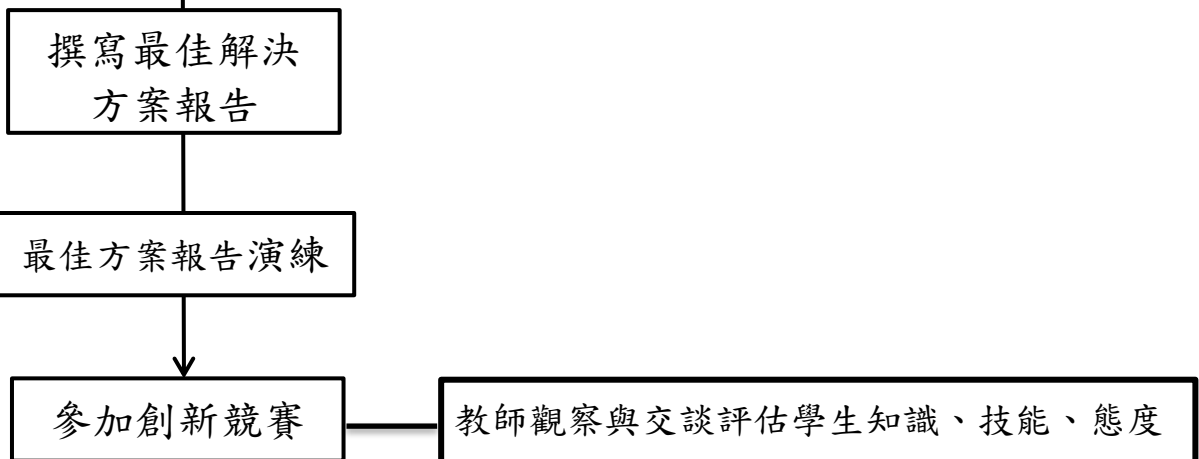 撰寫最佳解決
方案報告
最佳方案報告演練
參加創新競賽
教師觀察與交談評估學生知識、技能、態度